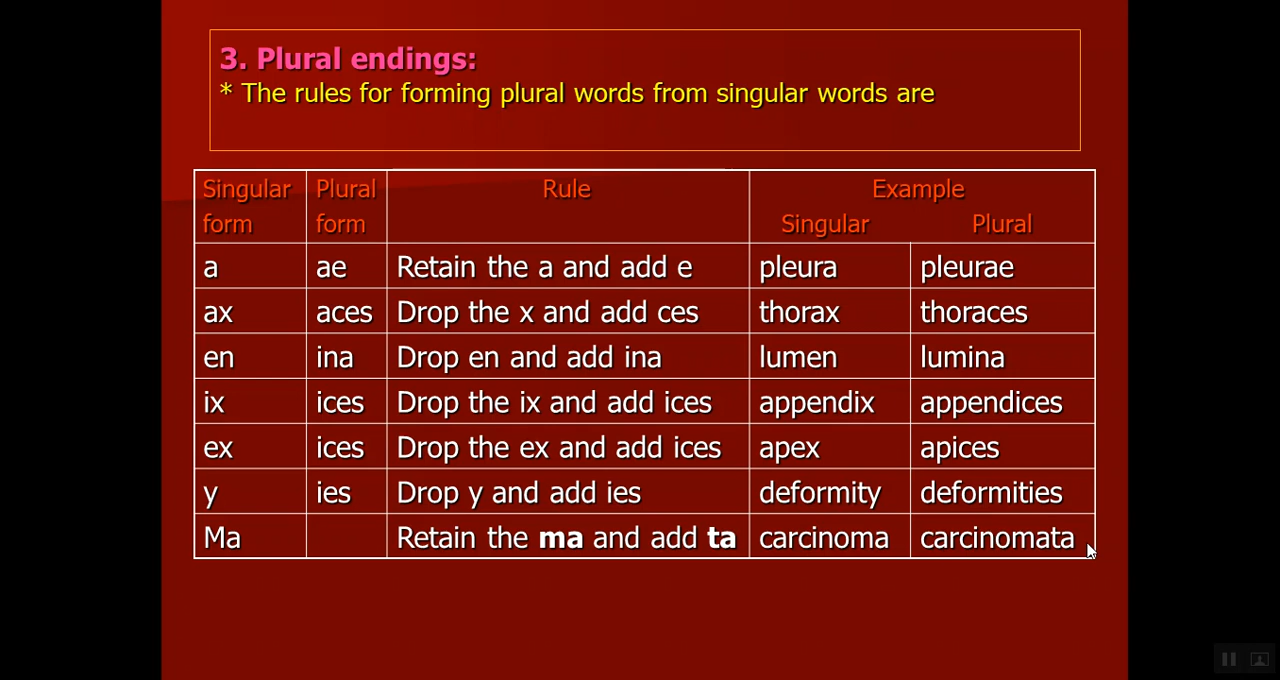 3. Plural endings:
* The rules for forming plural words from singular words are
Singular form Plural form Rule Example
Singular Plural
a ae Retain the a and add e pleura pleurae
ax aces Drop the x and add ces thorax thoraces
en ina Drop en and add ina lumen lumina
ix ices Drop the ix and add ices appendix appendices
ex ices Drop the ex and add ices apex apices
y ies Drop y and add ies deformity deformities
Ma Retain the ma and add ta carcinoma carcinomata